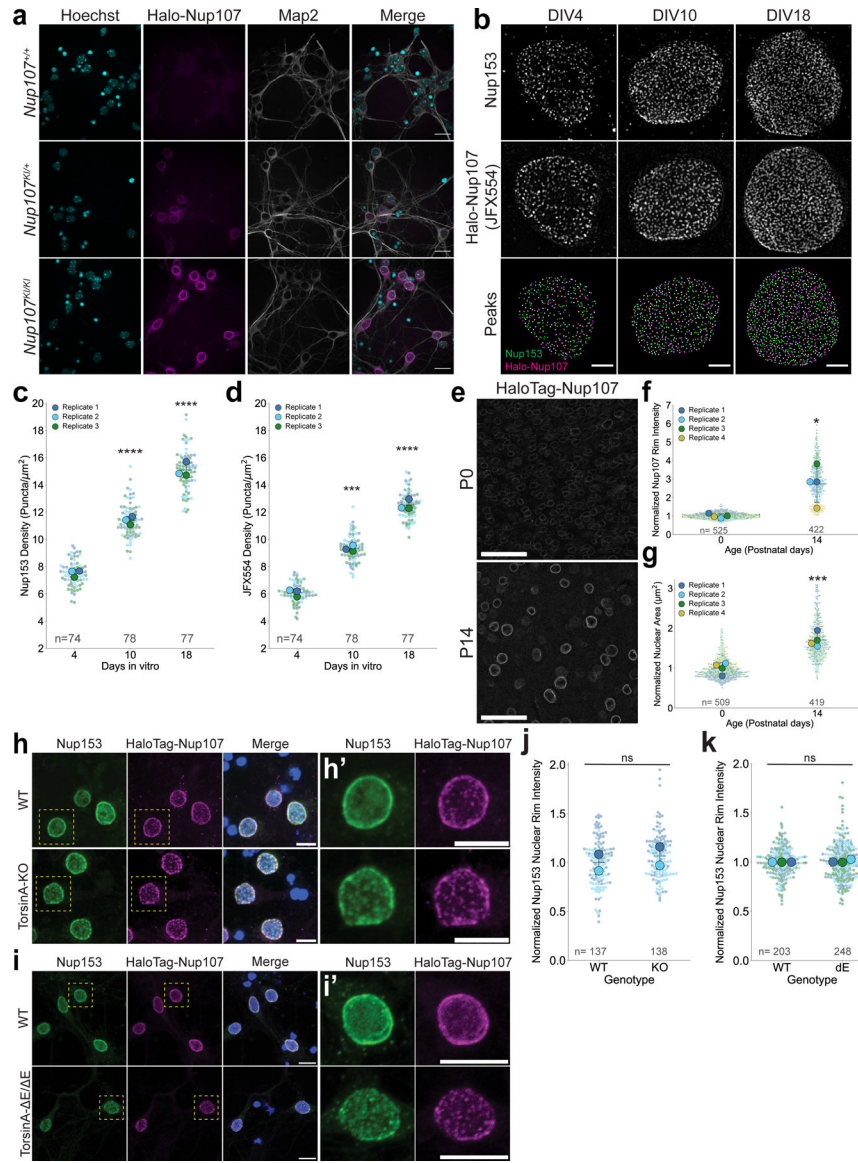 a
Hoechst Halo-Nup107 Map2 Merge
Nup107+/+
Nup107KI/+
Nup107KI/KI
b
DIV4 DIV10 DIV18
Nup153
Halo-Nup107
(JFX554)
Peaks
Nup153
Halo-Nup107
c
Nup153 Density (Puncta/μm²)
20
18
16
14
12
10
8
6
4
2
Replicate 1
Replicate 2
Replicate 3
****
****
n=74 78 77
4 10 18
Days in vitro
d
JFX554 Density (Puncta/μm²)
20
18
16
14
12
10
8
6
4
2
Replicate 1
Replicate 2
Replicate 3
***
****
n=74 78 77
4 10 18
Days in vitro
e
HaloTag-Nup107
P0
P14
f
Normalized Nup107 Rim Intensity
7
6
5
4
3
2
1
0
Replicate 1
Replicate 2
Replicate 3
Replicate 4
*
n= 525 422
0 14
Age (Postnatal days)
g
Normalized Nuclear Area (μm²)
4
3
2
1
0
Replicate 1
Replicate 2
Replicate 3
Replicate 4
***
n= 509 419
0 14
Age (Postnatal days)
h
Nup153 HaloTag-Nup107 Merge
WT
TorsinA-KO
h'
Nup153 HaloTag-Nup107
i
Nup153 HaloTag-Nup107 Merge
WT
TorsinA-ΔE/ΔE
i'
Nup153 HaloTag-Nup107
j
Normalized Nup153 Nuclear Rim Intensity
2.0
1.5
1.0
0.5
0.0
ns
n= 137 138
WT KO
Genotype
k
Normalized Nup153 Nuclear Rim Intensity
2.0
1.5
1.0
0.5
0.0
ns
n= 203 248
WT dE
Genotype